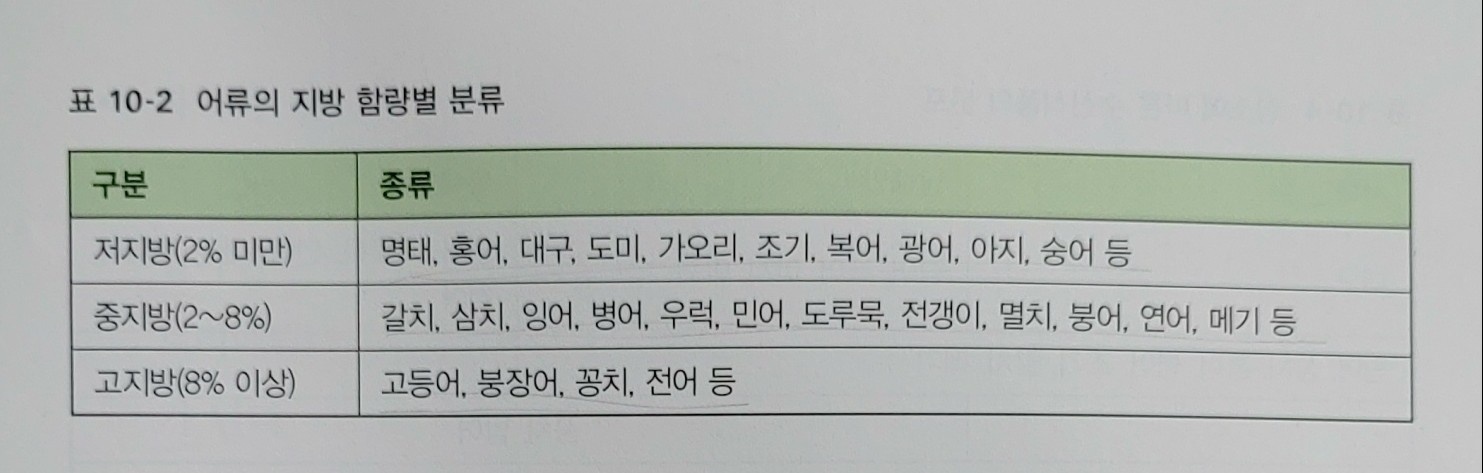 표 10-2 어류의 지방 함량별 분류
구분 종류
저지방(2% 미만) 명태, 홍어, 대구, 도미, 가오리, 조기, 복어, 광어, 아지, 숭어 등
중지방(2~8%) 갈치, 삼치, 잉어, 병어, 우럭, 민어, 도루묵, 전갱이, 멸치, 붕어, 연어, 메기 등
고지방(8% 이상) 고등어, 붕장어, 꽁치, 전어 등